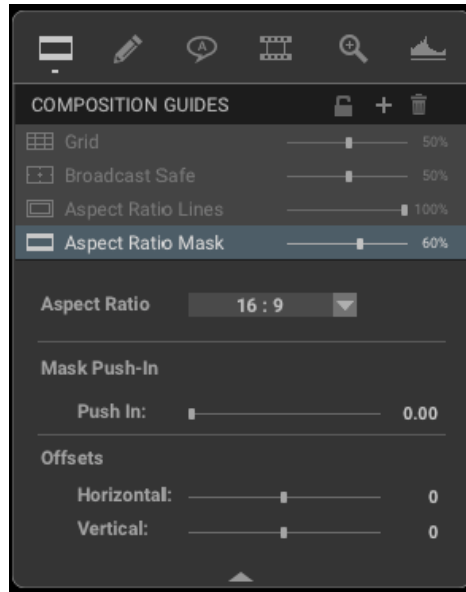 A
COMPOSITION GUIDES
Grid 50%
Broadcast Safe 50%
Aspect Ratio Lines 100%
Aspect Ratio Mask 60%
Aspect Ratio 16 : 9
Mask Push-In
Push In: 0.00
Offsets
Horizontal: 0
Vertical: 0